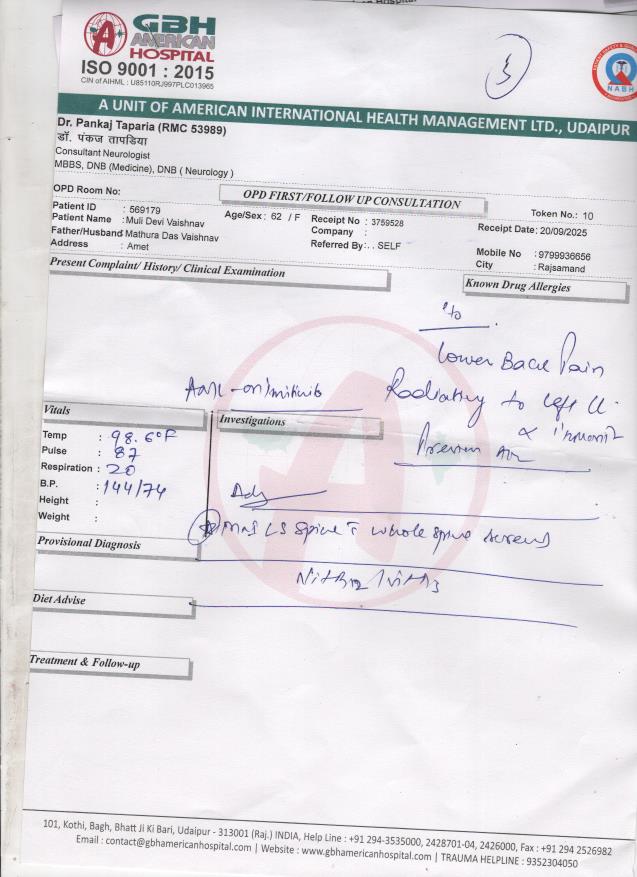 GBH
AMERICAN
HOSPITAL
ISO 9001 : 2015
CIN of AIHML : U85110RJ997PLC013965
NABH
A UNIT OF AMERICAN INTERNATIONAL HEALTH MANAGEMENT LTD., UDAIPUR
Dr. Pankaj Taparia (RMC 53989)
डॉ. पंकज तापडिया
Consultant Neurologist
MBBS, DNB (Medicine), DNB ( Neurology )
OPD Room No:
OPD FIRST/FOLLOW UP CONSULTATION
Token No.: 10
Patient ID : 569179
Patient Name : Muli Devi Vaishnav
Father/Husband : Mathura Das Vaishnav
Address : Amet
Age/Sex : 62 / F
Receipt No : 3759528
Company :
Referred By : . . SELF
Receipt Date: 20/09/2025
Mobile No : 9799936656
City : Rajsamand
Present Complaint/ History/ Clinical Examination
Known Drug Allergies
Lower Back Pain
Radiating to left
Vitals
Temp : 98.6°F
Pulse : 87
Respiration : 20
B.P. : 144/74
Height :
Weight :
Investigations
Adv
LS Spine whole spine screen
Provisional Diagnosis
Diet Advise
Treatment & Follow-up
101, Kothi, Bagh, Bhatt Ji Ki Bari, Udaipur - 313001 (Raj.) INDIA, Help Line : +91 294-3535000, 2428701-04, 2426000, Fax : +91 294 2526982
Email : contact@gbhamericanhospital.com | Website : www.gbhamericanhospital.com | TRAUMA HELPLINE : 9352304050